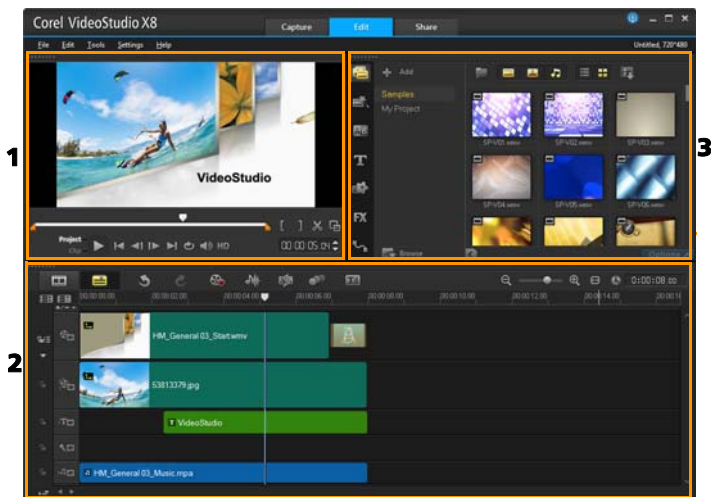 Corel VideoStudio X8
Capture
Edit
Share
File Edit Tools Settings Help
Untitled, 720*480
1
VideoStudio
Project
Clip
HD
00:00:05:04
3
Add
Samples
My Project
Browse
SP-V01.wmv
SP-V02.wmv
SP-V03.wmv
SP-V04.wmv
SP-V05.wmv
SP-V06.wmv
T
FX
Options
2
0:00:08:00
00:00:00:00
00:00:02:00
00:00:04:00
00:00:06:00
00:00:08:00
00:00:10:00
00:00:12:00
00:00:14:00
HM_General 03_Start.wmv
53813379.jpg
T VideoStudio
HM_General 03_Music.mpa